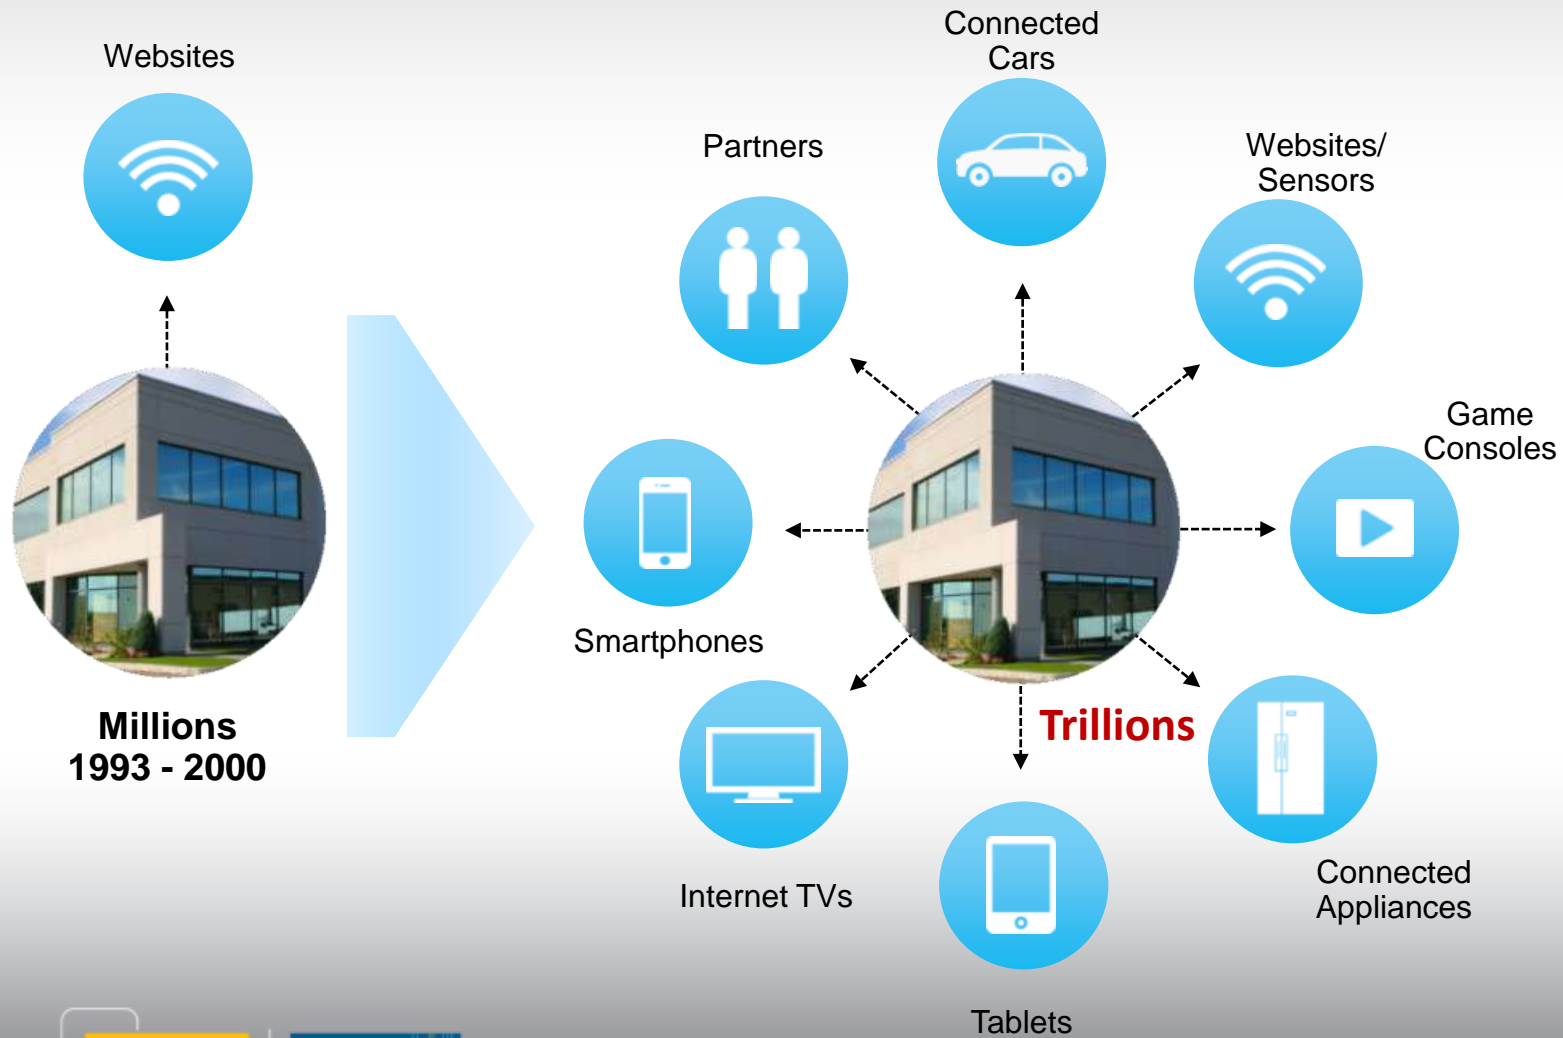 Websites
Millions
1993 - 2000
Connected
Cars
Partners
Websites/
Sensors
Game
Consoles
Smartphones
Trillions
Internet TVs
Connected
Appliances
Tablets